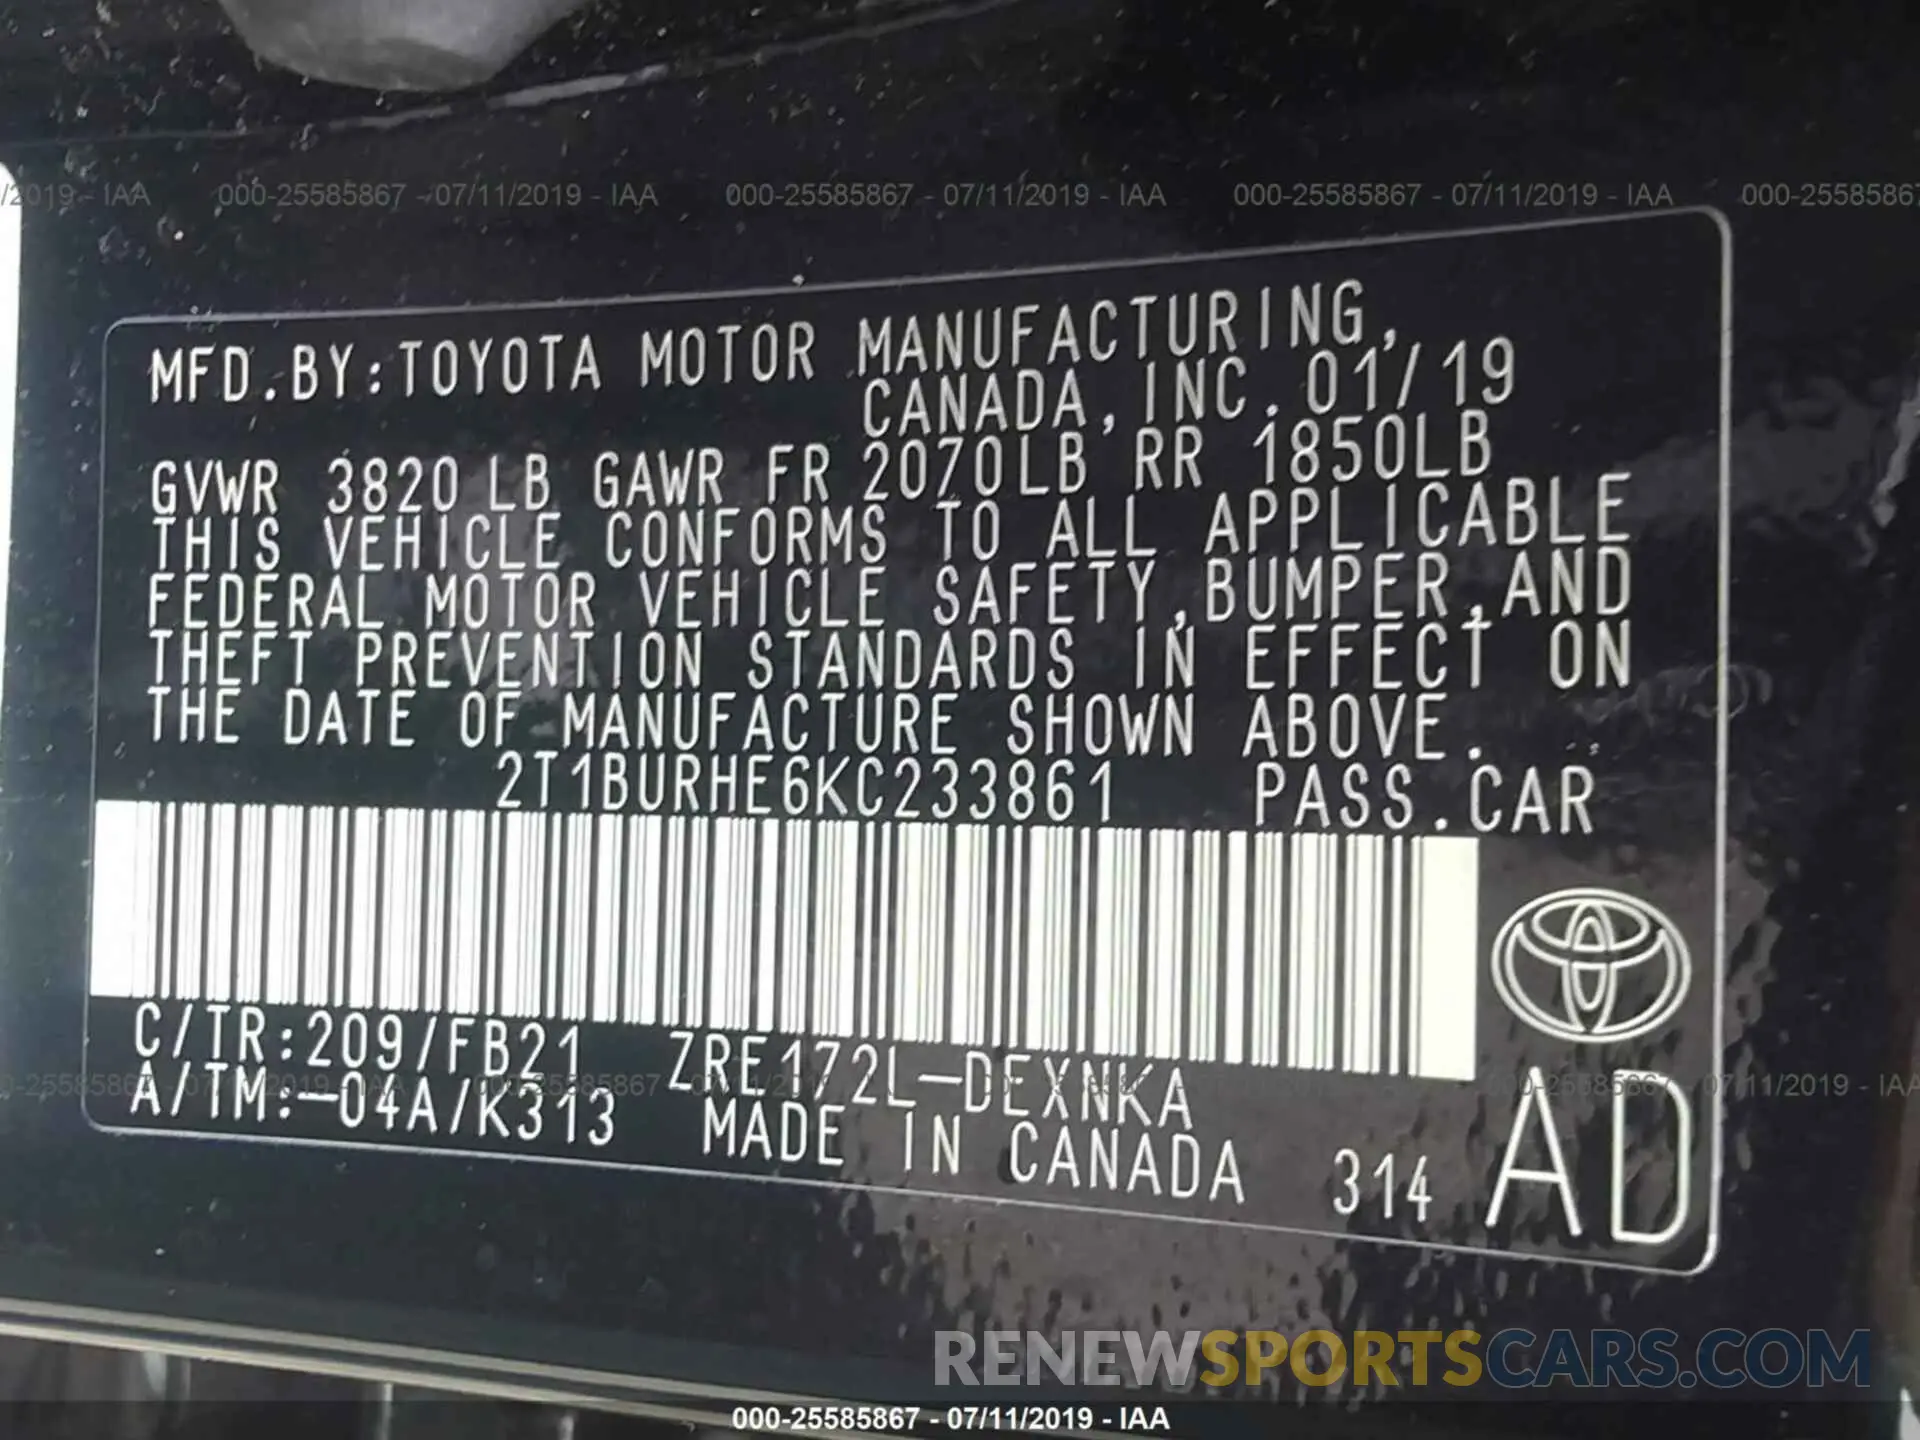 /2019 - IAA 000-25585867 - 07/11/2019 - IAA 000-25585867 - 07/11/2019 - IAA 000-25585867 - 07/11/2019 - IAA 000-25585867
MFD.BY:TOYOTA MOTOR MANUFACTURING,
CANADA,INC.01/19
GVWR 3820LB GAWR FR 2070LB RR 1850LB
THIS VEHICLE CONFORMS TO ALL APPLICABLE
FEDERAL MOTOR VEHICLE SAFETY,BUMPER,AND
THEFT PREVENTION STANDARDS IN EFFECT ON
THE DATE OF MANUFACTURE SHOWN ABOVE.
2T1BURHE6KC233861 PASS.CAR
C/TR:209/FB21 ZRE172L-DEXNKA
A/TM:-04A/K313 MADE IN CANADA 314 AD
RENEWSPORTSCARS.COM
000-25585867 - 07/11/2019 - IAA